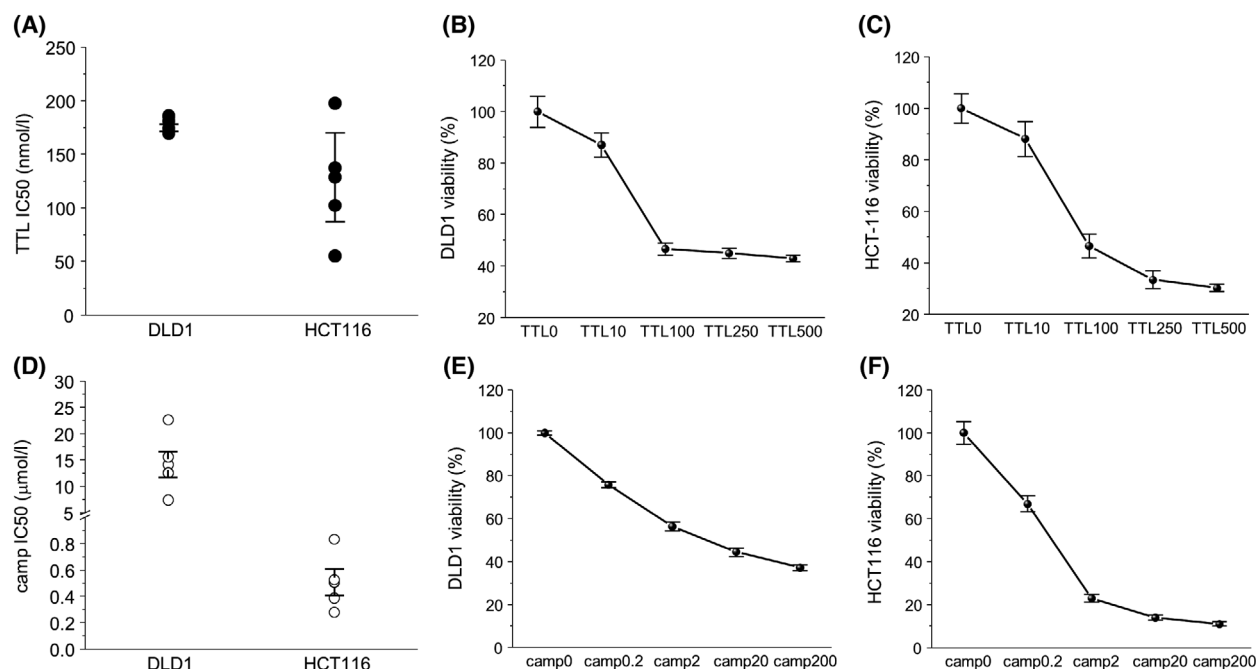 (A)
TTL IC50 (nmol/l)
250
200
150
100
50
0
DLD1 HCT116
(B)
DLD1 viability (%)
120
100
80
60
40
20
TTL0 TTL10 TTL100 TTL250 TTL500
(C)
HCT-116 viability (%)
120
100
80
60
40
20
TTL0 TTL10 TTL100 TTL250 TTL500
(D)
camp IC50 (μmol/l)
30
25
20
15
10
5
0.8
0.6
0.4
0.2
0.0
DLD1 HCT116
(E)
DLD1 viability (%)
120
100
80
60
40
20
0
camp0 camp0.2 camp2 camp20 camp200
(F)
HCT116 viability (%)
120
100
80
60
40
20
0
camp0 camp0.2 camp2 camp20 camp200